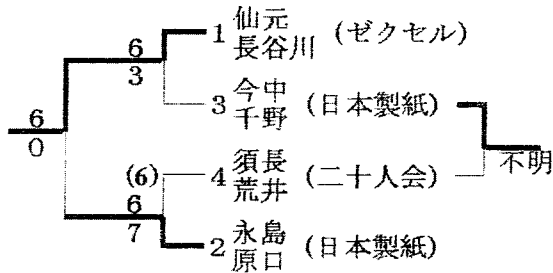 1 仙元 長谷川 (ゼクセル)
6
3
3 今中 千野 (日本製紙)
6
0
不明
(6)
4 須長 荒井 (二十人会)
6
7
2 永島 原口 (日本製紙)